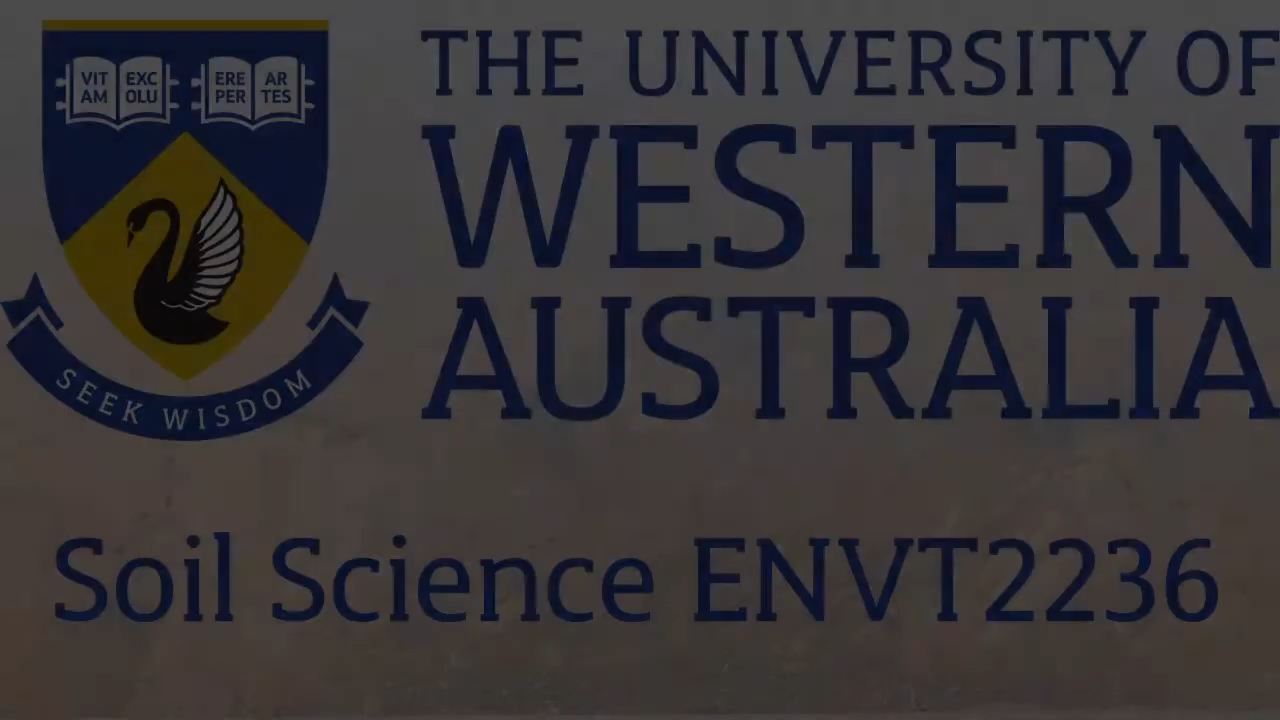 VIT
AM
EXC
OLU
ERE
PER
AR
TES
SEEK WISDOM
THE UNIVERSITY OF
WESTERN
AUSTRALIA
Soil Science ENVT2236